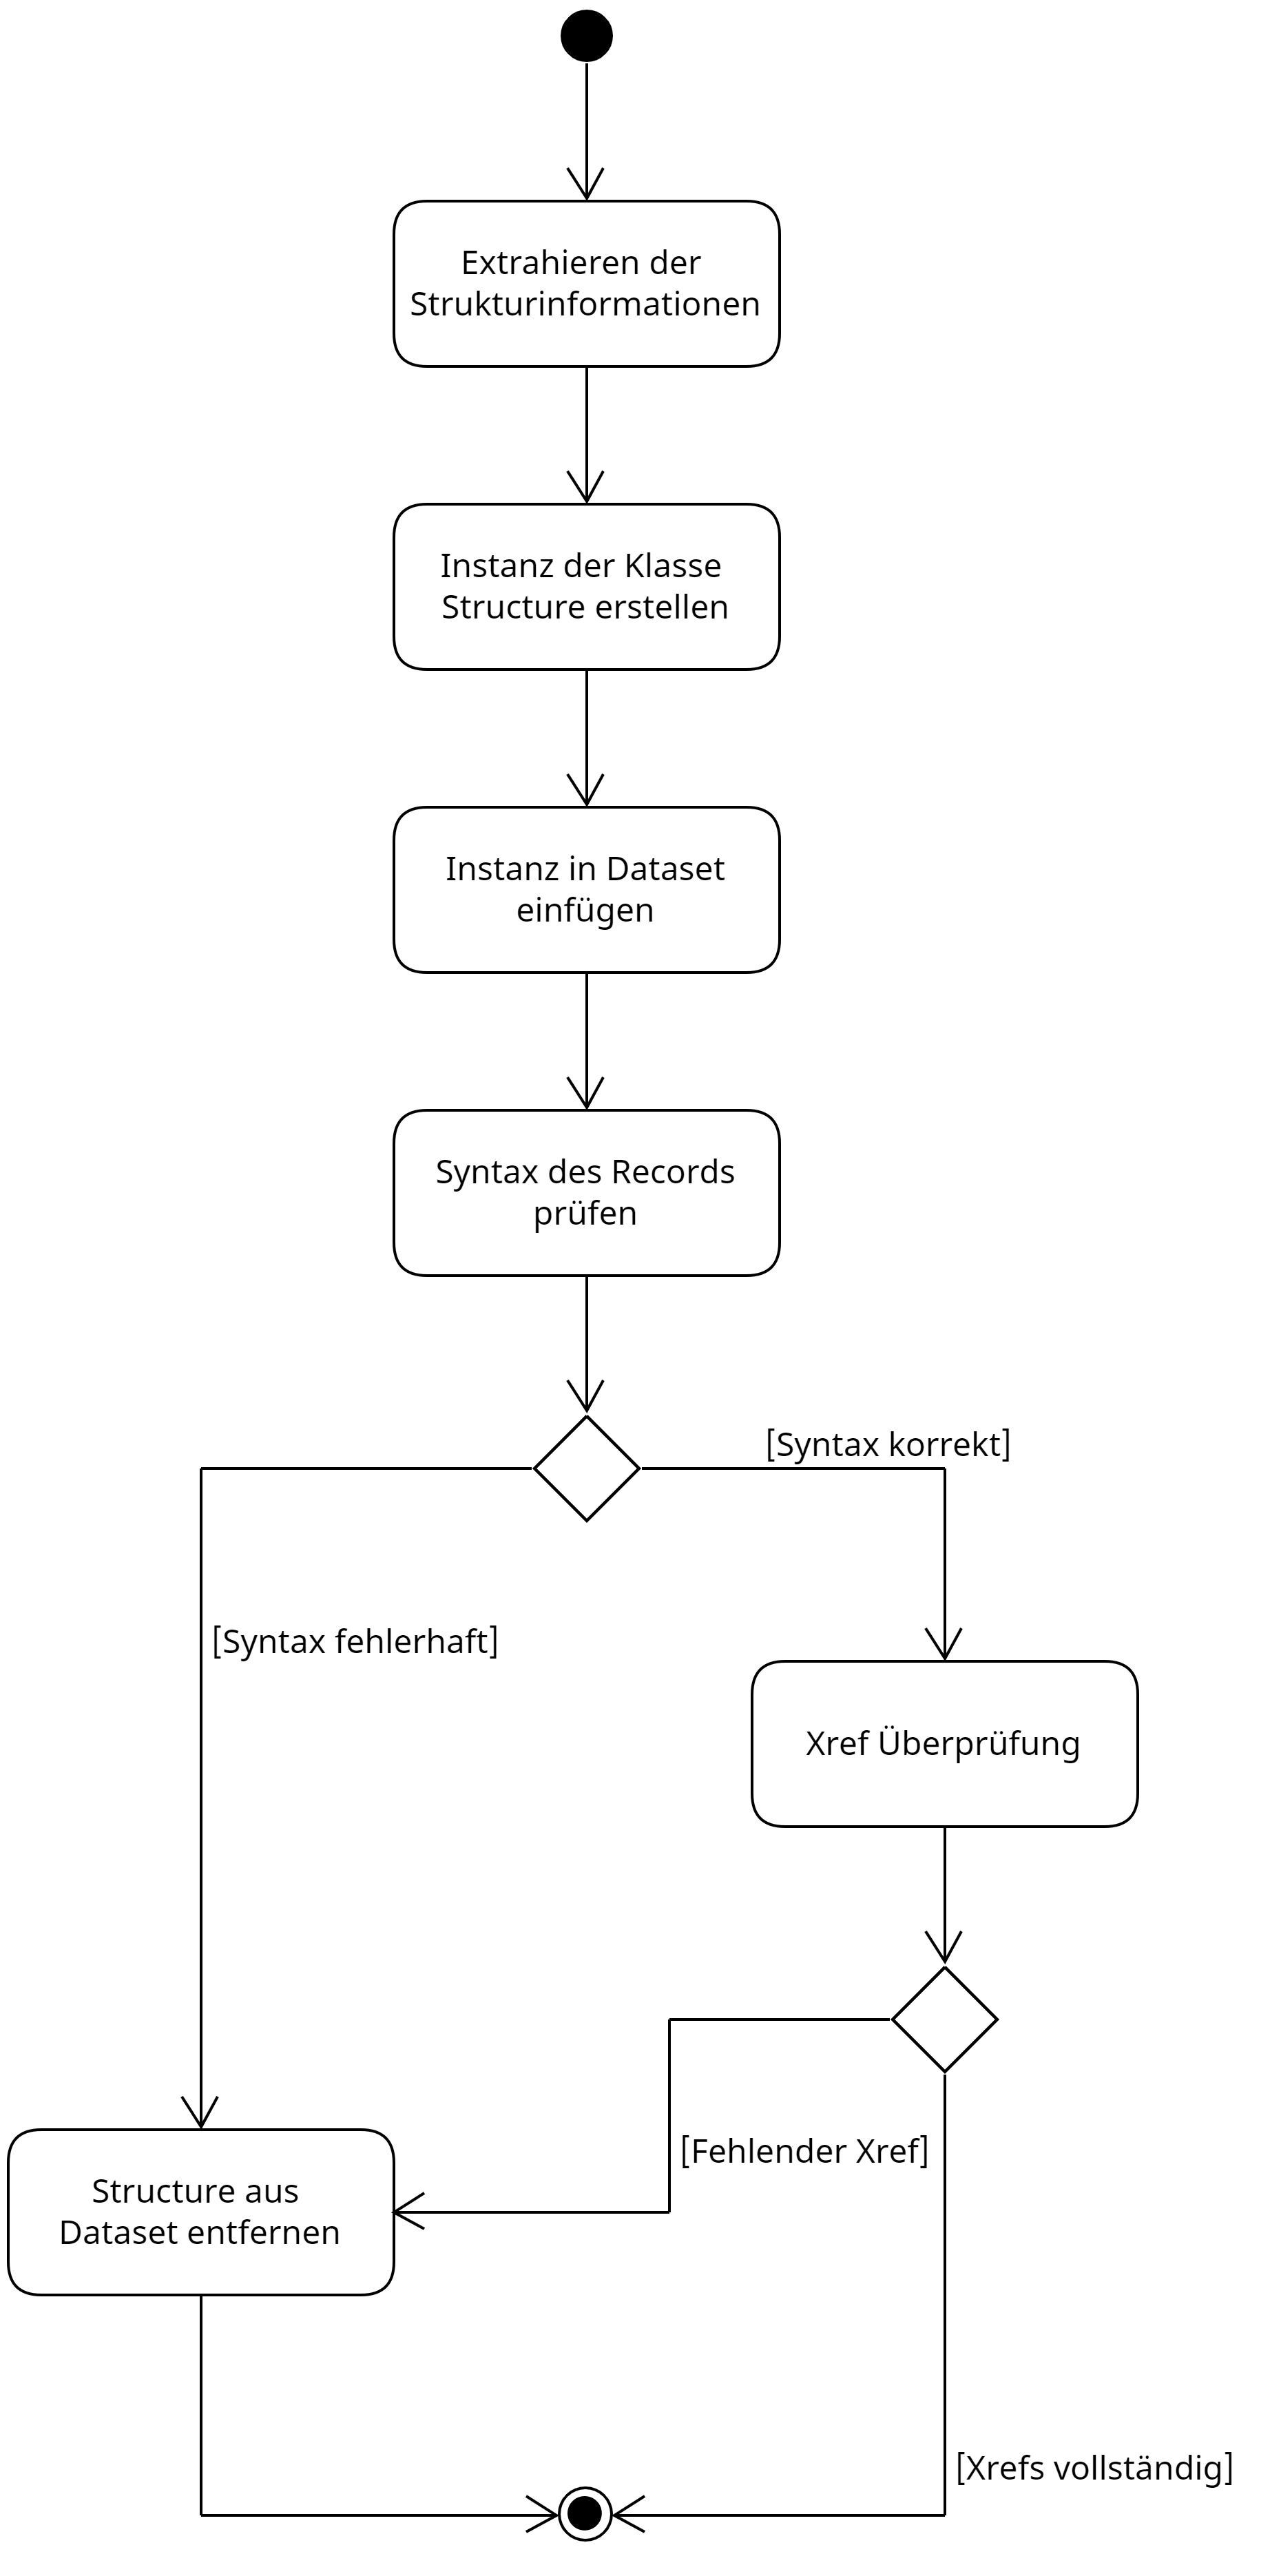 Extrahieren der
Strukturinformationen
Instanz der Klasse
Structure erstellen
Instanz in Dataset
einfügen
Syntax des Records
prüfen
[Syntax korrekt]
[Syntax fehlerhaft]
Xref Überprüfung
[Fehlender Xref]
Structure aus
Dataset entfernen
[Xrefs vollständig]